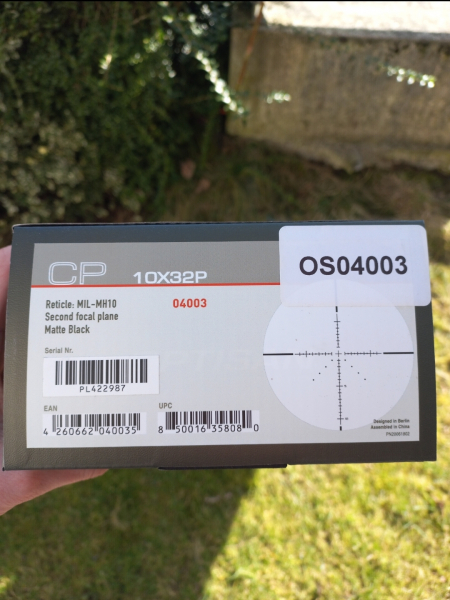 OS04003
CP 10X32P
Reticle: MIL-MH10 04003
Second focal plane
Matte Black
Serial Nr.
PL422987
EAN UPC
4 260662 040035 8 50016 35808 0
Designed in Berlin
Assembled in China